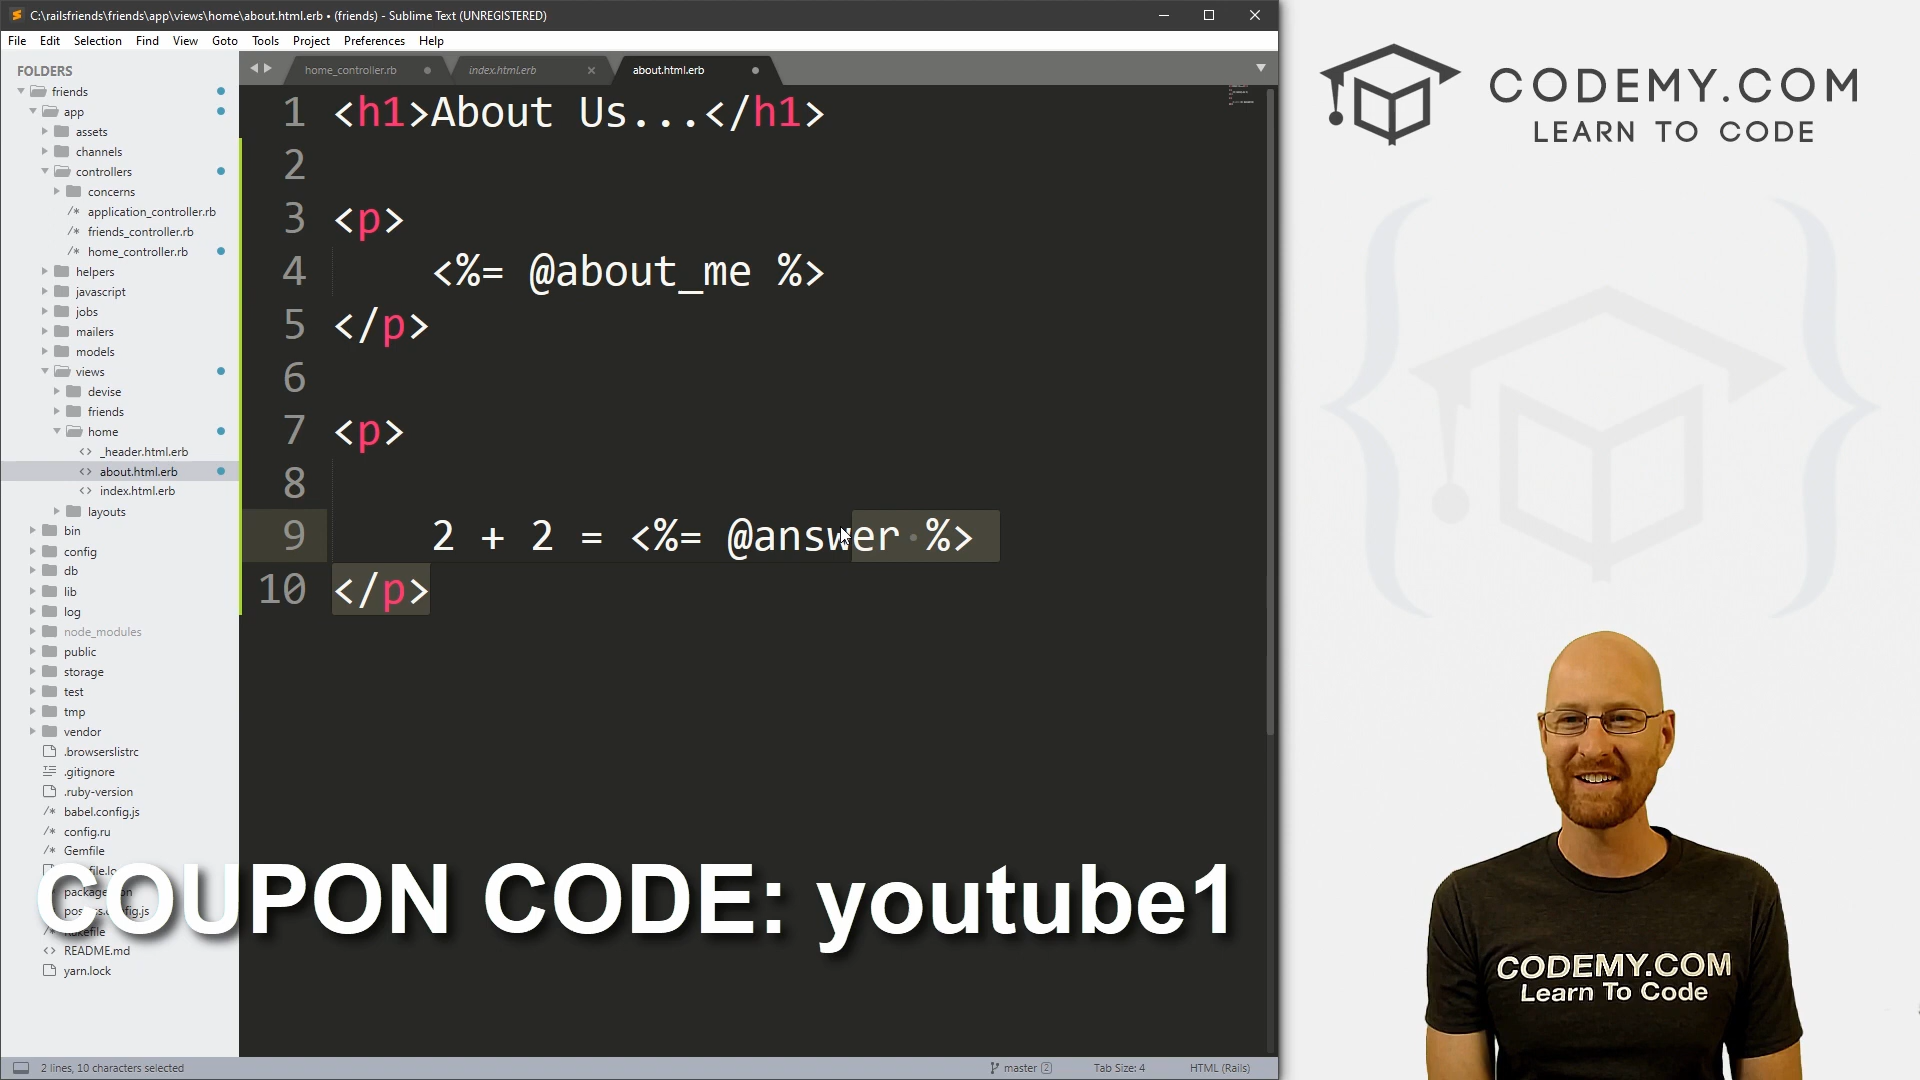 C:\railsfriends\friends\app\views\home\about.html.erb • (friends) - Sublime Text (UNREGISTERED)
File Edit Selection Find View Goto Tools Project Preferences Help
FOLDERS
friends
app
assets
channels
controllers
concerns
application_controller.rb
friends_controller.rb
home_controller.rb
helpers
javascript
jobs
mailers
models
views
devise
friends
home
_header.html.erb
about.html.erb
index.html.erb
layouts
bin
config
db
lib
log
node_modules
public
storage
test
tmp
vendor
.browserslistrc
.gitignore
.ruby-version
babel.config.js
config.ru
Gemfile
README.md
yarn.lock
home_controller.rb index.html.erb about.html.erb
1 <h1>About Us...</h1>
2
3 <p>
4 <%= @about_me %>
5 </p>
6
7 <p>
8
9 2 + 2 = <%= @answer %>
10 </p>
COUPON CODE: youtube1
2 lines, 10 characters selected
master 2 Tab Size: 4 HTML (Rails)
CODEMY.COM
LEARN TO CODE
CODEMY.COM
Learn To Code